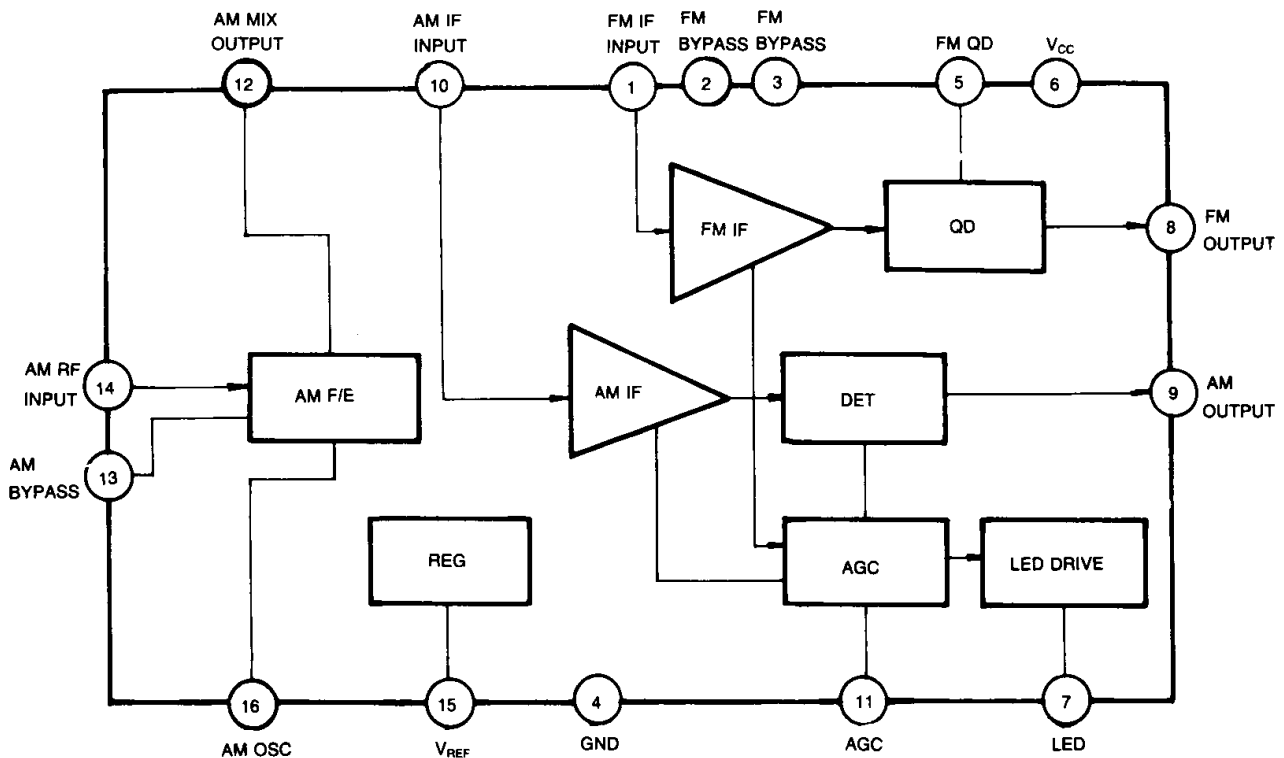 AM MIX
OUTPUT
AM IF
INPUT
FM IF
INPUT
FM
BYPASS
FM
BYPASS
FM QD
VCC
12
10
1
2
3
5
6
FM IF
QD
8
FM
OUTPUT
AM RF
INPUT
14
AM F/E
AM IF
DET
9
AM
OUTPUT
AM
BYPASS
13
REG
AGC
LED DRIVE
16
15
4
11
7
AM OSC
VREF
GND
AGC
LED